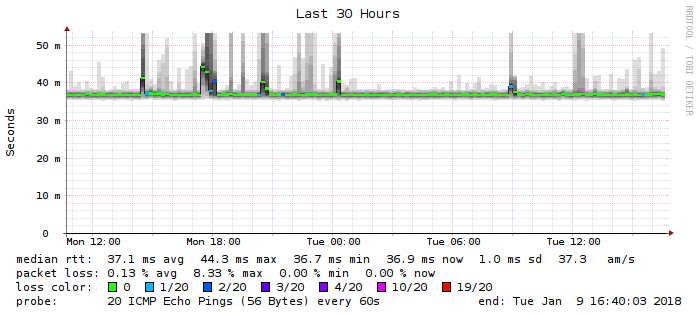 Last 30 Hours
RRDTOOL / TOBI OETIKER
Seconds
50 m
40 m
30 m
20 m
10 m
0
Mon 12:00 Mon 18:00 Tue 00:00 Tue 06:00 Tue 12:00
median rtt: 37.1 ms avg 44.3 ms max 36.7 ms min 36.9 ms now 1.0 ms sd 37.3 am/s
packet loss: 0.13 % avg 8.33 % max 0.00 % min 0.00 % now
loss color: 0 1/20 2/20 3/20 4/20 10/20 19/20
probe: 20 ICMP Echo Pings (56 Bytes) every 60s end: Tue Jan 9 16:40:03 2018